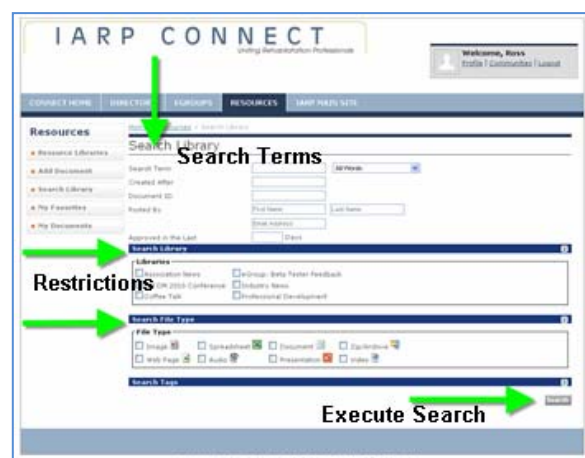 IARP CONNECT
Uniting Rehabilitation Professionals
Welcome, Ross
Profile | Communities | Logout
CONNECT HOME DIRECTORY EGROUPS RESOURCES IARP MAIN SITE
Resources
Resource Libraries
Add Document
Search Library
My Favorites
My Documents
Search Library
Search Terms
Search Term All Words
Created After
Document ID
Posted By First Name Last Name
Email Address
Approved in the Last Days
Search Library
Libraries
Association News eGroup: Beta Tester Feedback
2010 Conference Industry News
Coffee Talk Professional Development
Restrictions
Search File Type
File Type
Image Spreadsheet Document Zip/Archive
Web Page Audio Presentation Video
Search Tags
Search
Execute Search